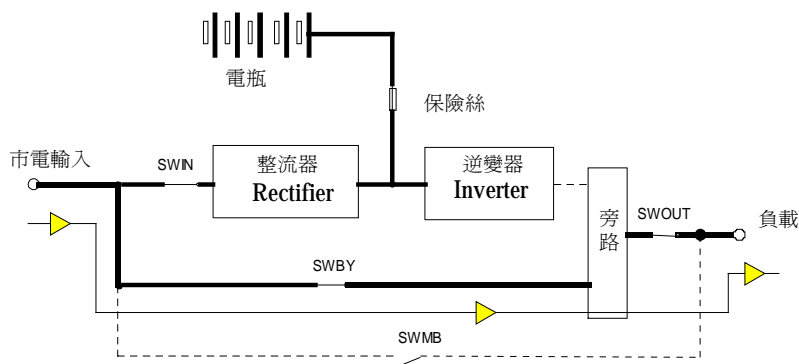 電瓶
保險絲
市電輸入
SWIN
整流器
Rectifier
逆變器
Inverter
旁路
SWOUT
負載
SWBY
SWMB